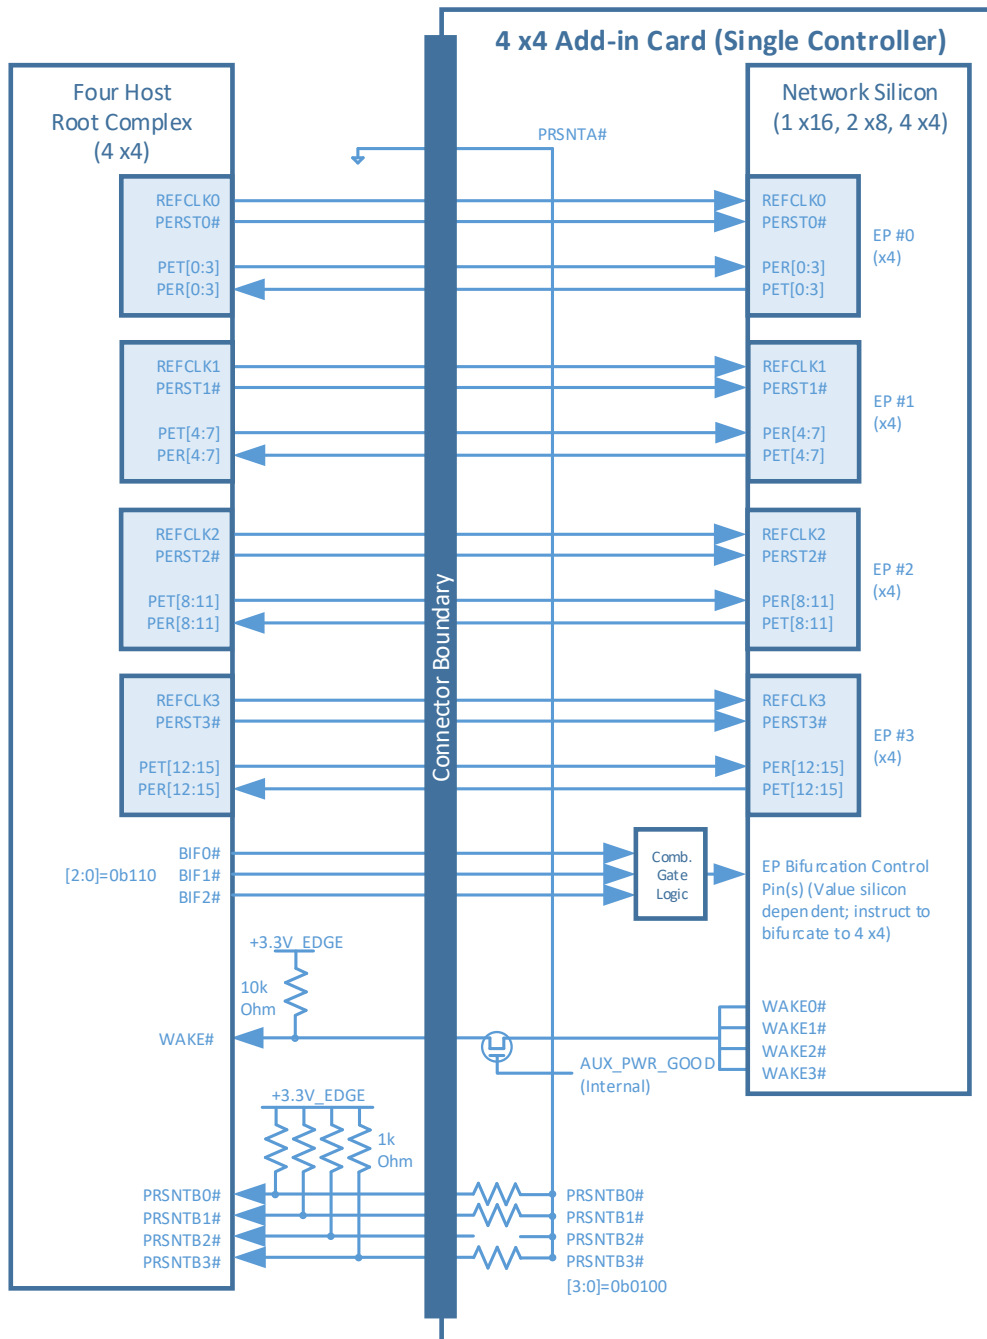 4 x4 Add-in Card (Single Controller)
Four Host
Root Complex
(4 x4)
Network Silicon
(1 x16, 2 x8, 4 x4)
PRSNTA#
REFCLK0
PERST0#
PET[0:3]
PER[0:3]
REFCLK0
PERST0#
PER[0:3]
PET[0:3]
EP #0
(x4)
REFCLK1
PERST1#
PET[4:7]
PER[4:7]
REFCLK1
PERST1#
PER[4:7]
PET[4:7]
EP #1
(x4)
REFCLK2
PERST2#
PET[8:11]
PER[8:11]
REFCLK2
PERST2#
PER[8:11]
PET[8:11]
EP #2
(x4)
Connector Boundary
REFCLK3
PERST3#
PET[12:15]
PER[12:15]
REFCLK3
PERST3#
PER[12:15]
PET[12:15]
EP #3
(x4)
BIF0#
[2:0]=0b110
BIF1#
BIF2#
Comb.
Gate
Logic
EP Bifurcation Control
Pin(s) (Value silicon
dependent; instruct to
bifurcate to 4 x4)
+3.3V_EDGE
10k
Ohm
WAKE#
AUX_PWR_GOOD
(Internal)
WAKE0#
WAKE1#
WAKE2#
WAKE3#
+3.3V_EDGE
1k
Ohm
PRSNTB0#
PRSNTB1#
PRSNTB2#
PRSNTB3#
PRSNTB0#
PRSNTB1#
PRSNTB2#
PRSNTB3#
[3:0]=0b0100